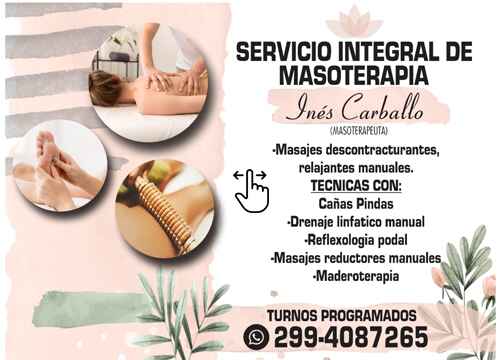 SERVICIO INTEGRAL DE
MASOTERAPIA
Inés Carballo
(MASOTERAPEUTA)
-Masajes descontracturantes,
relajantes manuales.
TECNICAS CON:
Cañas Pindas
-Drenaje linfatico manual
-Reflexologia podal
-Masajes reductores manuales
-Maderoterapia
TURNOS PROGRAMADOS
299-4087265